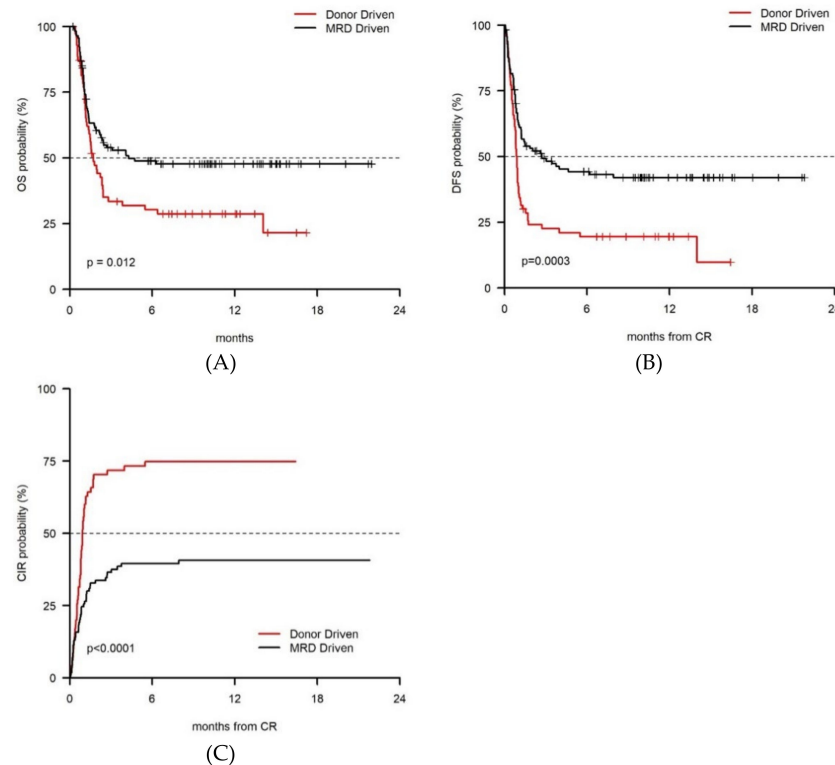 Donor Driven
MRD Driven
OS probability (%)
100
75
50
25
0
p = 0.012
0 6 12 18 24
months
(A)
Donor Driven
MRD Driven
DFS probability (%)
100
75
50
25
0
p=0.0003
0 6 12 18 24
months from CR
(B)
CIR probability (%)
100
75
50
25
0
Donor Driven
MRD Driven
p<0.0001
0 6 12 18 24
months from CR
(C)